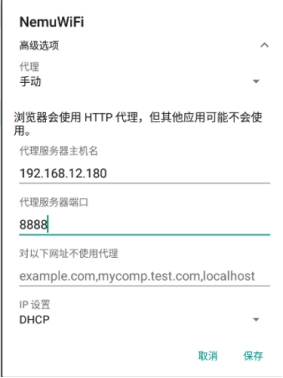 NemuWiFi
高级选项
代理
手动
浏览器会使用 HTTP 代理，但其他应用可能不会使
用。
代理服务器主机名
192.168.12.180
代理服务器端口
8888
对以下网址不使用代理
example.com,mycomp.test.com,localhost
IP 设置
DHCP
取消 保存